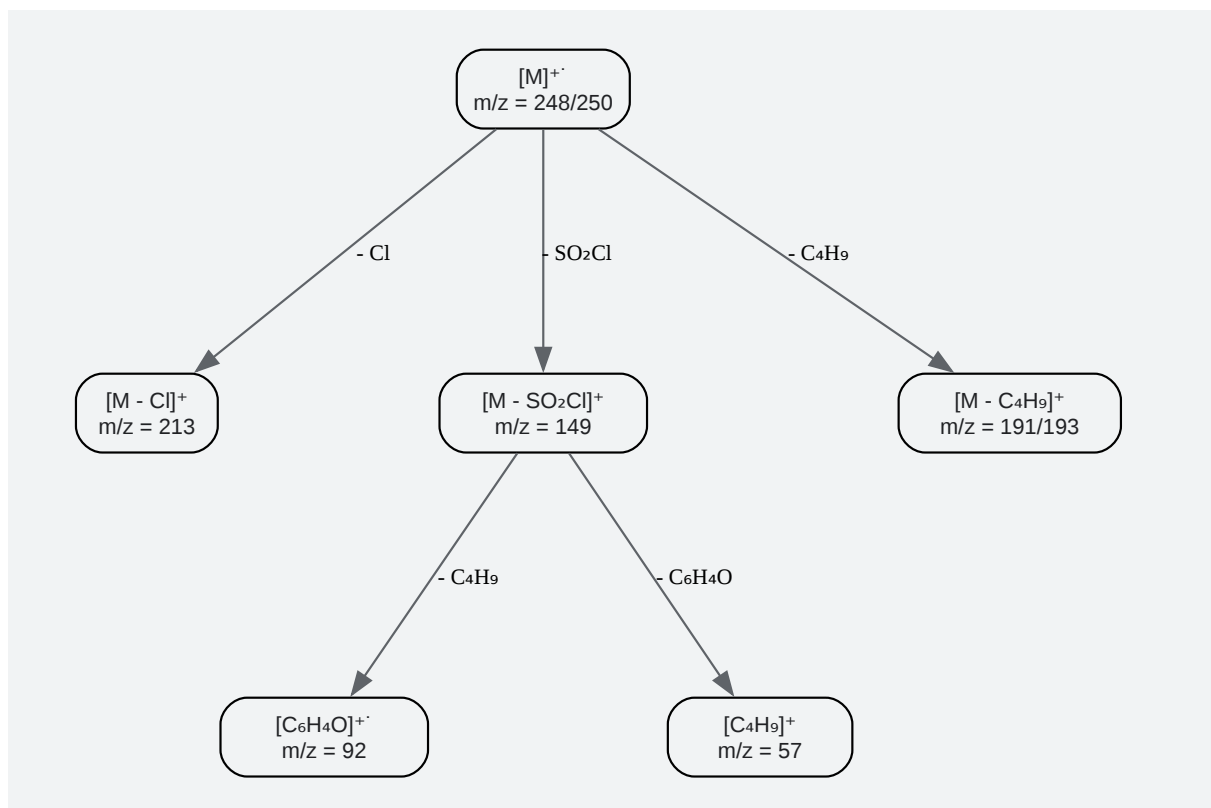 [M]⁺˙
m/z = 248/250
- Cl
- SO₂Cl
- C₄H₉
[M - Cl]⁺
m/z = 213
[M - SO₂Cl]⁺
m/z = 149
[M - C₄H₉]⁺
m/z = 191/193
- C₄H₉
- C₆H₄O
[C₆H₄O]⁺˙
m/z = 92
[C₄H₉]⁺
m/z = 57